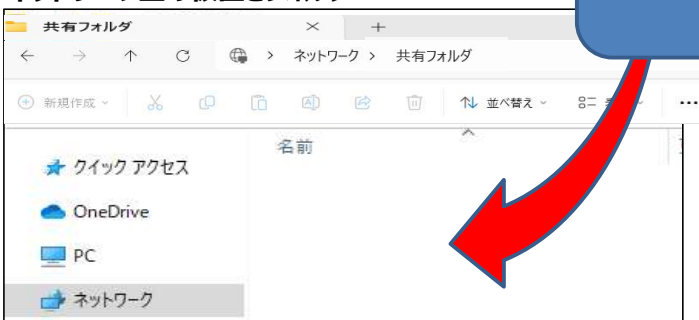 共有フォルダ
ネットワーク > 共有フォルダ
新規作成
並べ替え
名前
クイック アクセス
OneDrive
PC
ネットワーク